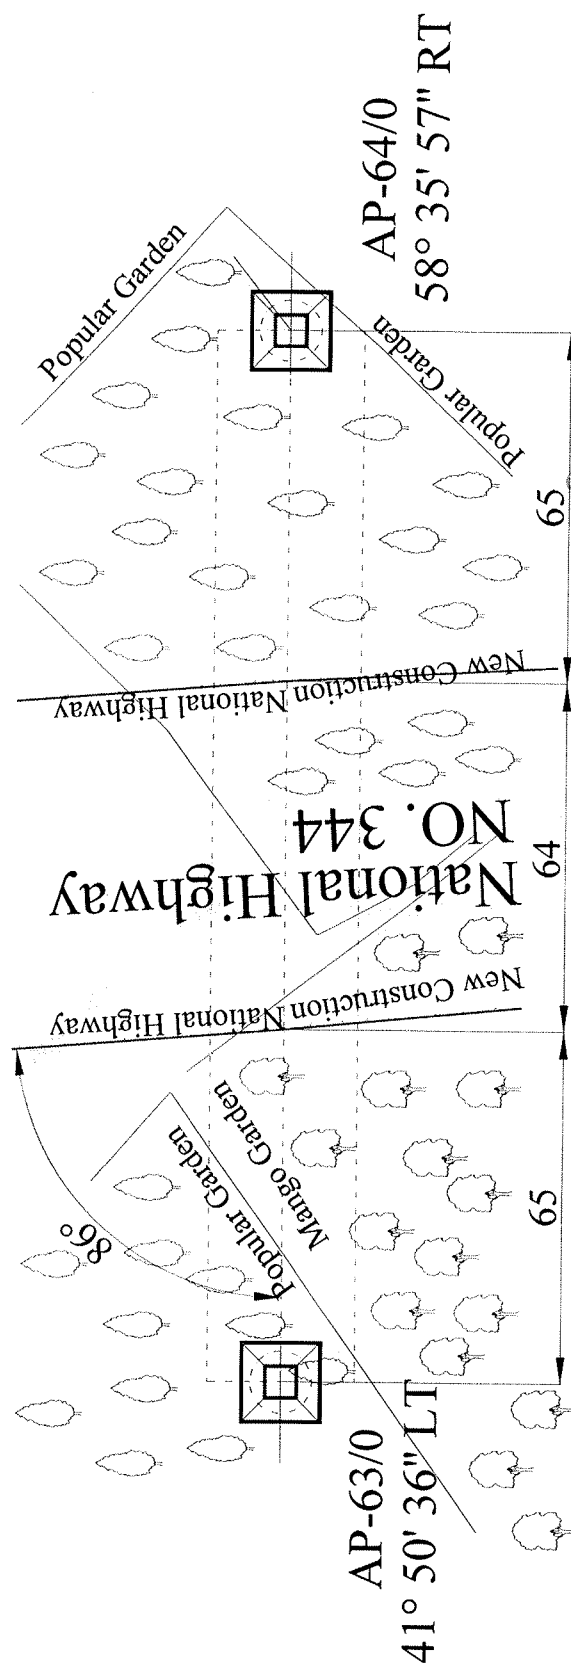 AP-64/0
58° 35' 57" RT
Popular Garden
Popular Garden
65
New Construction National Highway
National Highway
NO. 344
64
New Construction National Highway
Mango Garden
Popular Garden
86°
65
AP-63/0
41° 50' 36" LT